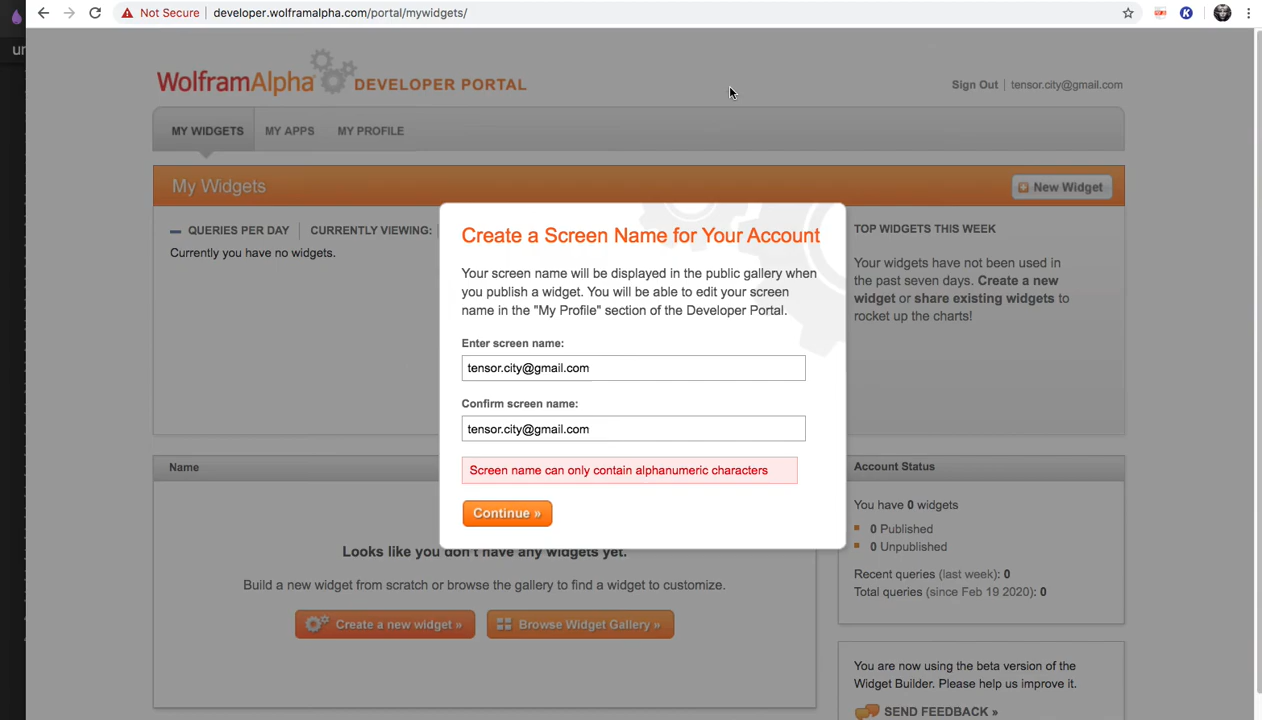 Not Secure | developer.wolframalpha.com/portal/mywidgets/
un
WolframAlpha DEVELOPER PORTAL
Sign Out | tensor.city@gmail.com
MY WIDGETS MY APPS MY PROFILE
My Widgets
New Widget
QUERIES PER DAY CURRENTLY VIEWING:
Currently you have no widgets.
TOP WIDGETS THIS WEEK
Your widgets have not been used in
the past seven days. Create a new
widget or share existing widgets to
rocket up the charts!
Create a Screen Name for Your Account
Your screen name will be displayed in the public gallery when
you publish a widget. You will be able to edit your screen
name in the "My Profile" section of the Developer Portal.
Enter screen name:
tensor.city@gmail.com
Confirm screen name:
tensor.city@gmail.com
Screen name can only contain alphanumeric characters
Continue »
Name
Looks like you don't have any widgets yet.
Build a new widget from scratch or browse the gallery to find a widget to customize.
Create a new widget »
Browse Widget Gallery »
Account Status
You have 0 widgets
0 Published
0 Unpublished
Recent queries (last week): 0
Total queries (since Feb 19 2020): 0
You are now using the beta version of the
Widget Builder. Please help us improve it.
SEND FEEDBACK »